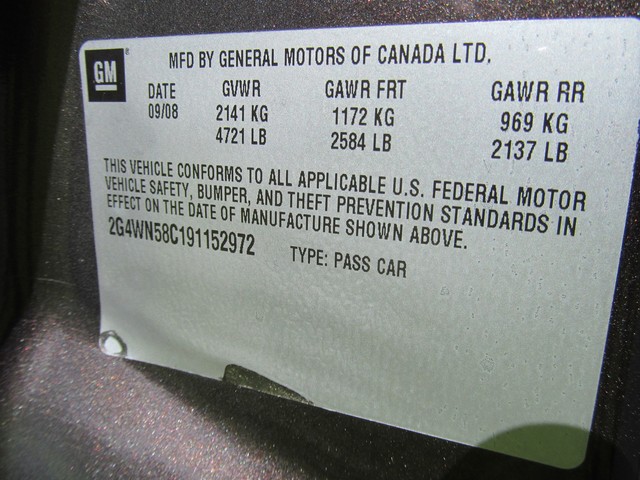 GM ®
MFD BY GENERAL MOTORS OF CANADA LTD.
DATE GVWR GAWR FRT GAWR RR
09/08 2141 KG 1172 KG 969 KG
4721 LB 2584 LB 2137 LB
THIS VEHICLE CONFORMS TO ALL APPLICABLE U.S. FEDERAL MOTOR
VEHICLE SAFETY, BUMPER, AND THEFT PREVENTION STANDARDS IN
EFFECT ON THE DATE OF MANUFACTURE SHOWN ABOVE.
2G4WN58C191152972 TYPE: PASS CAR